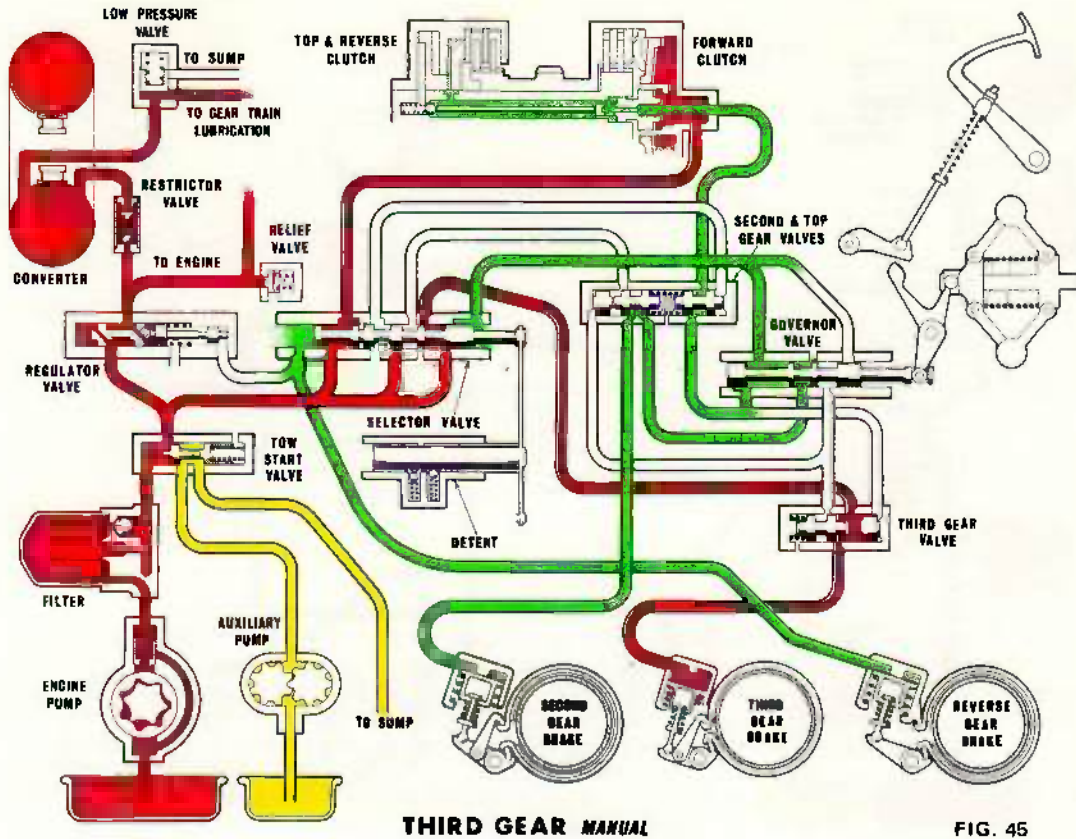 LOW PRESSURE
VALVE
TO SUMP
TO GEAR TRAIN
LUBRICATION
TOP & REVERSE
CLUTCH
FORWARD
CLUTCH
RESTRICTOR
VALVE
RELIEF
VALVE
SECOND & TOP
GEAR VALVES
CONVERTER
TO ENGINE
GOVERNOR
VALVE
REGULATOR
VALVE
SELECTOR VALVE
TOW
START
VALVE
DETENT
THIRD GEAR
VALVE
FILTER
AUXILIARY
PUMP
ENGINE
PUMP
TO SUMP
SECOND
GEAR
BRAKE
THIRD
GEAR
BRAKE
REVERSE
GEAR
BRAKE
THIRD GEAR MANUAL
FIG. 45